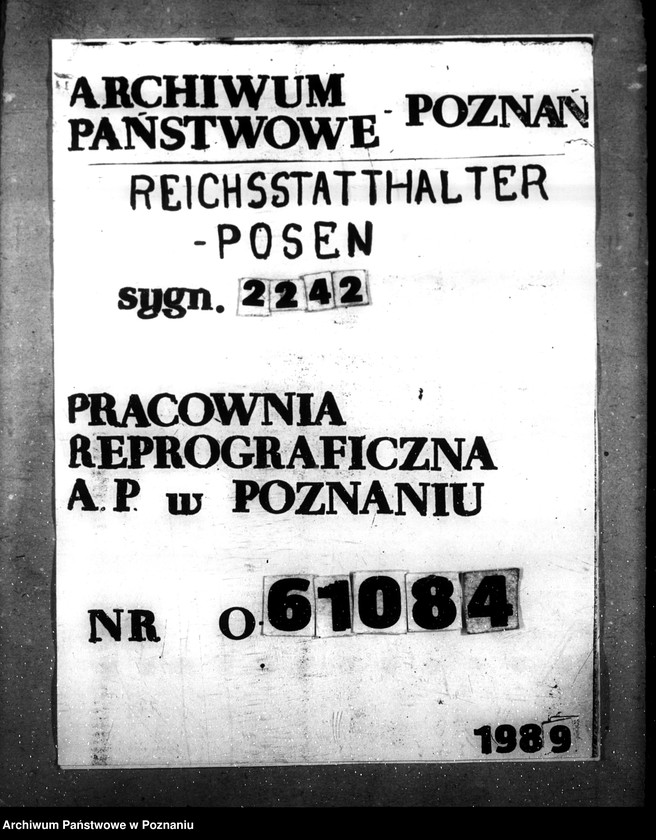 ARCHIWUM
PAŃSTWOWE - POZNAŃ
REICHSSTATTHALTER
-POSEN
sygn. 2242
PRACOWNIA
REPROGRAFICZNA
A.P. w POZNANIU
NR O-61084
1989
Archiwum Państwowe w Poznaniu